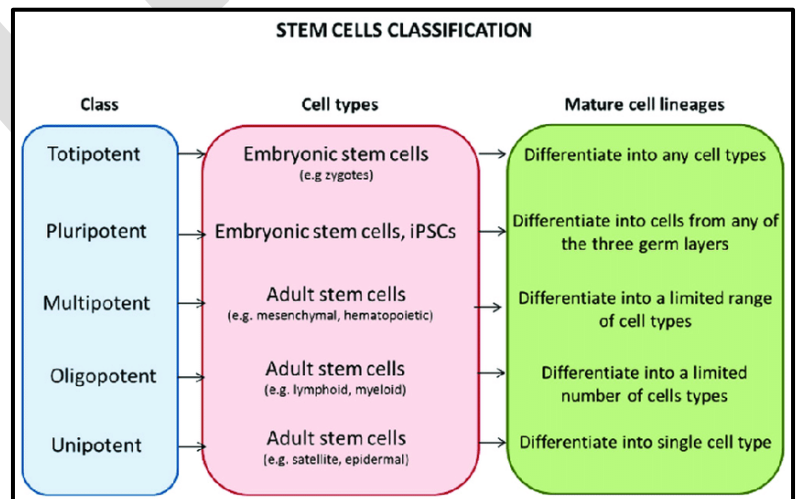 STEM CELLS CLASSIFICATION
Class Cell types Mature cell lineages
Totipotent
Embryonic stem cells
(e.g zygotes)
Differentiate into any cell types
Pluripotent
Embryonic stem cells, iPSCs
Differentiate into cells from any of
the three germ layers
Multipotent
Adult stem cells
(e.g. mesenchymal, hematopoietic)
Differentiate into a limited range
of cell types
Oligopotent
Adult stem cells
(e.g. lymphoid, myeloid)
Differentiate into a limited
number of cells types
Unipotent
Adult stem cells
(e.g. satellite, epidermal)
Differentiate into single cell type